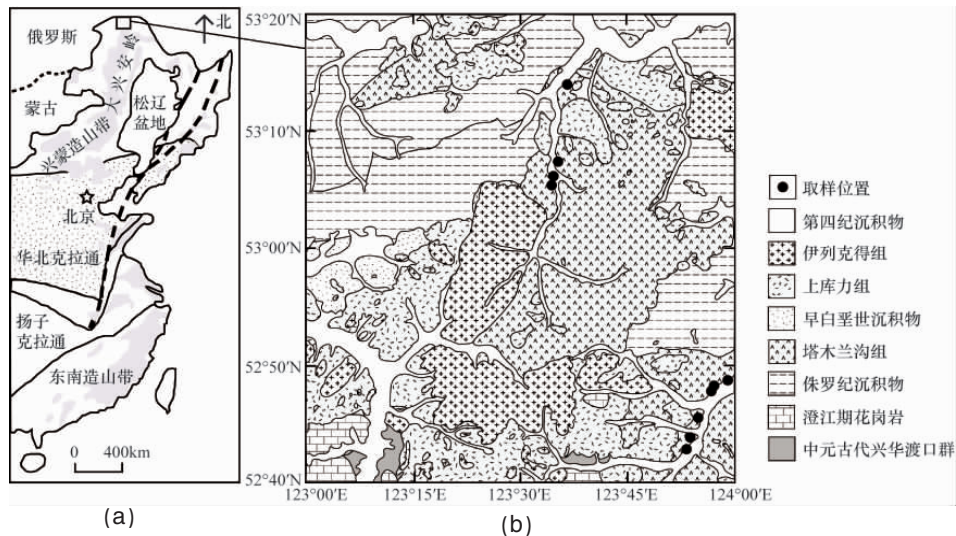 俄罗斯
北
大兴安岭
蒙古
松辽
盆地
兴蒙造山带
北京
华北克拉通
扬子
克拉通
东南造山带
0 400km
(a)
53°20′N
53°10′N
53°00′N
52°50′N
52°40′N
123°00′E 123°15′E 123°30′E 123°45′E 124°00′E
(b)
取样位置
第四纪沉积物
伊列克得组
上库力组
早白垩世沉积物
塔木兰沟组
侏罗纪沉积物
澄江期花岗岩
中元古代兴华渡口群